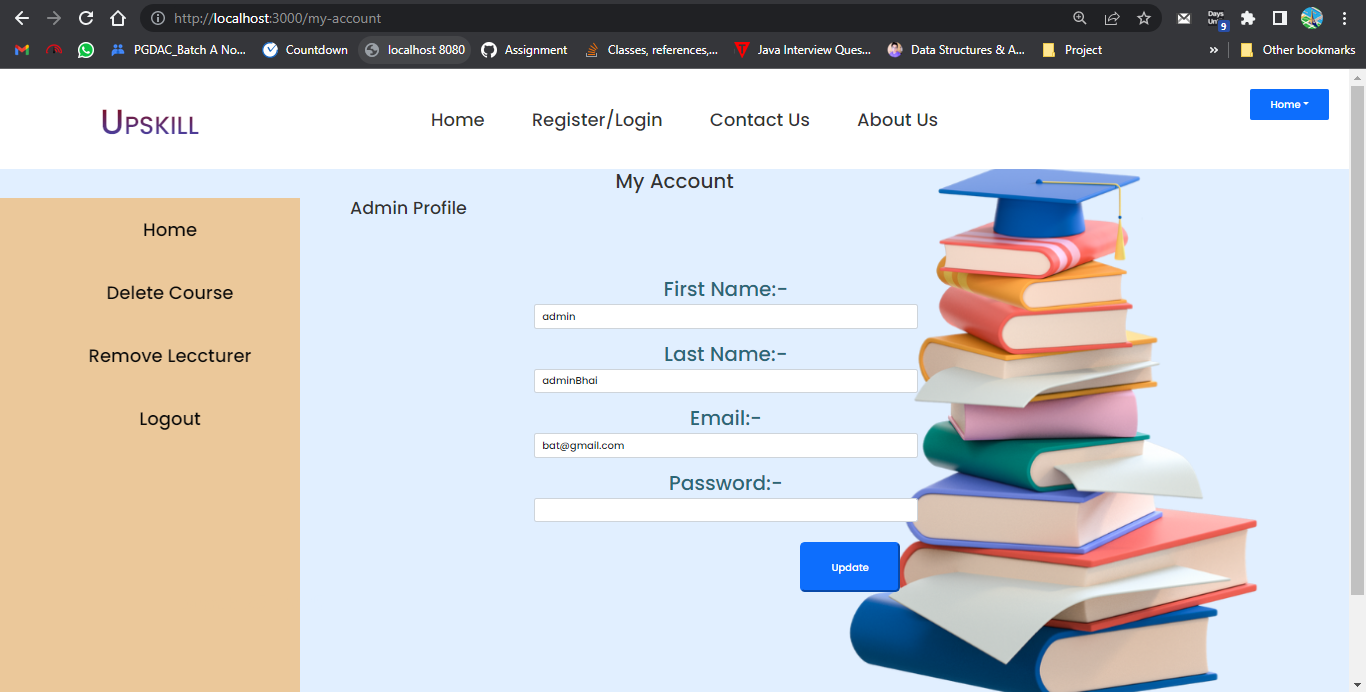 http://localhost:3000/my-account
PGDAC_Batch A No...
Countdown
localhost 8080
Assignment
Classes, references,...
Java Interview Ques...
Data Structures & A...
Project
»
Other bookmarks
Days
9
UPSKILL
Home
Register/Login
Contact Us
About Us
Home
My Account
Admin Profile
Home
Delete Course
Remove Leccturer
Logout
First Name:-
admin
Last Name:-
adminBhai
Email:-
bat@gmail.com
Password:-
Update